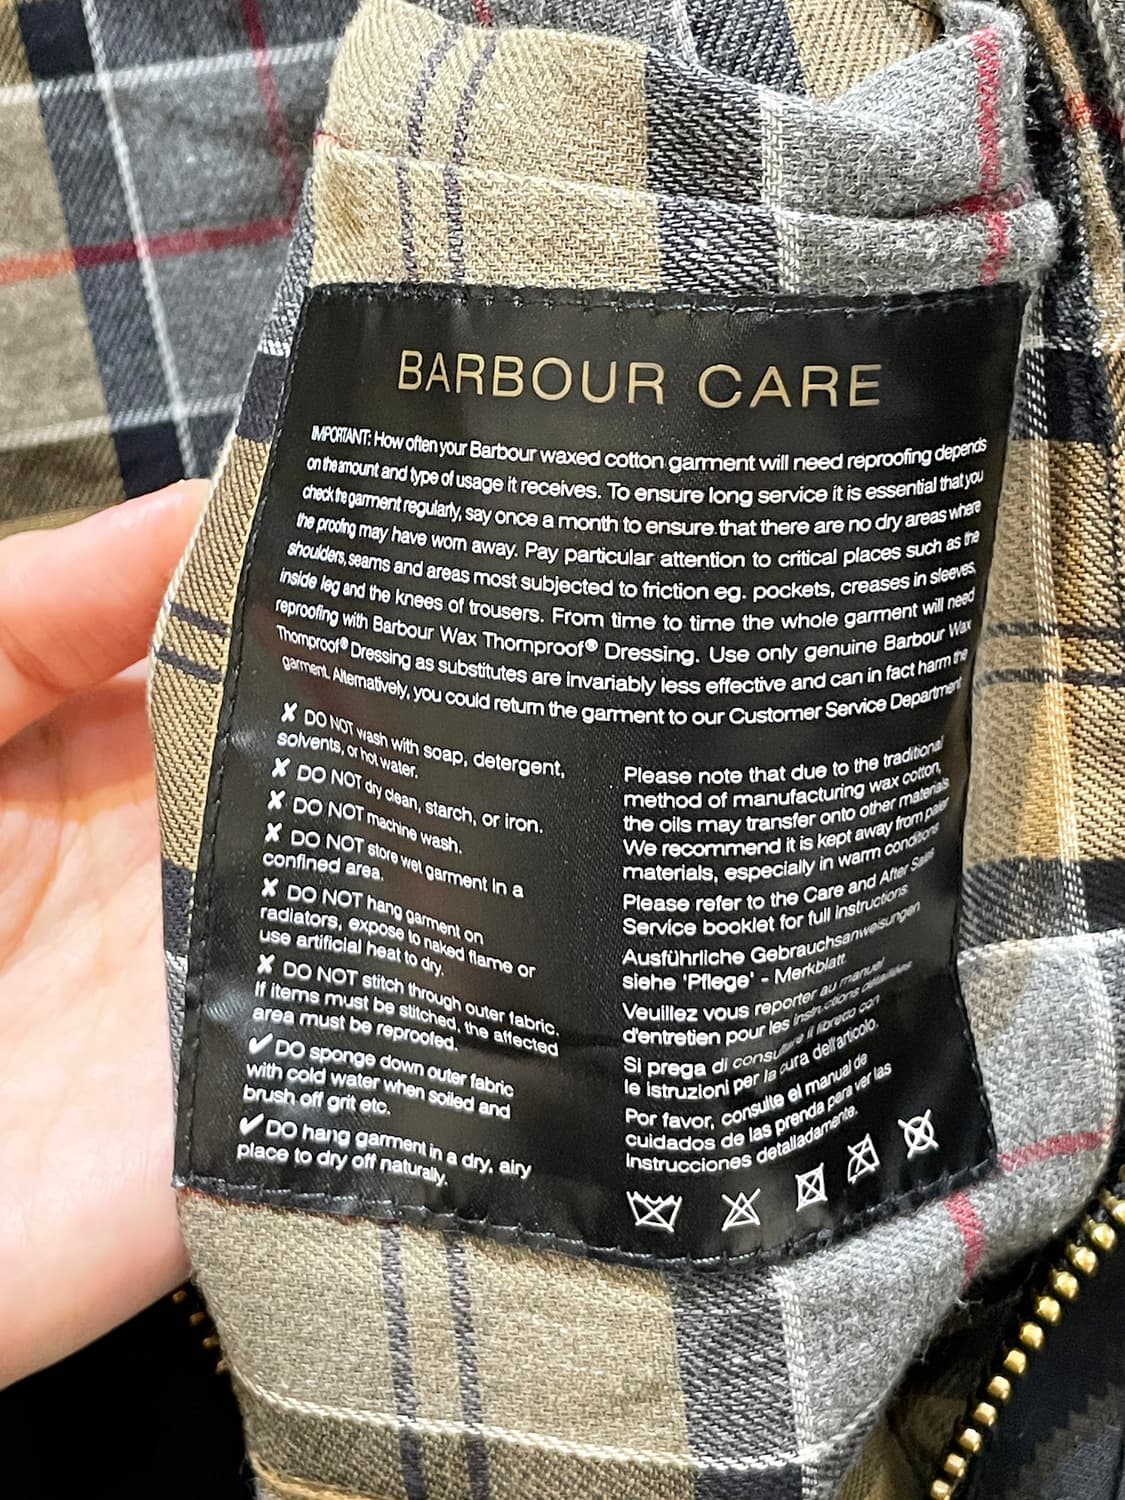 BARBOUR CARE
IMPORTANT: How often your Barbour waxed cotton garment will need reproofing depends
on the amount and type of usage it receives. To ensure long service it is essential that you
check the garment regularly, say once a month to ensure that there are no dry areas where
the proofing may have worn away. Pay particular attention to critical places such as the
shoulders, seams and areas most subjected to friction eg. pockets, creases in sleeves,
inside leg and the knees of trousers. From time to time the whole garment will need
reproofing with Barbour Wax Thornproof® Dressing. Use only genuine Barbour Wax
Thornproof® Dressing as substitutes are invariably less effective and can in fact harm the
garment. Alternatively, you could return the garment to our Customer Service Department
✘ DO NOT wash with soap, detergent,
solvents, or hot water.
✘ DO NOT dry clean, starch, or iron.
✘ DO NOT machine wash.
✘ DO NOT store wet garment in a
confined area.
✘ DO NOT hang garment on
radiators, expose to naked flame or
use artificial heat to dry.
✘ DO NOT stitch through outer fabric.
If items must be stitched, the affected
area must be reproofed.
✔ DO sponge down outer fabric
with cold water when soiled and
brush off grit etc.
✔ DO hang garment in a dry, airy
place to dry off naturally.
Please note that due to the traditional
method of manufacturing wax cotton,
the oils may transfer onto other materials.
We recommend it is kept away from paler
materials, especially in warm conditions
Please refer to the Care and After Sales
Service booklet for full instructions.
Ausführliche Gebrauchsanweisungen
siehe 'Pflege' - Merkblatt.
Veuillez vous reporter au manuel
d'entretien pour les instructions détaillées
Si prega di consultare il libreto con
le istruzioni per la cura dell'articolo.
Por favor, consulte el manual de
cuidados de las prenda para ver las
instrucciones detalladamente.